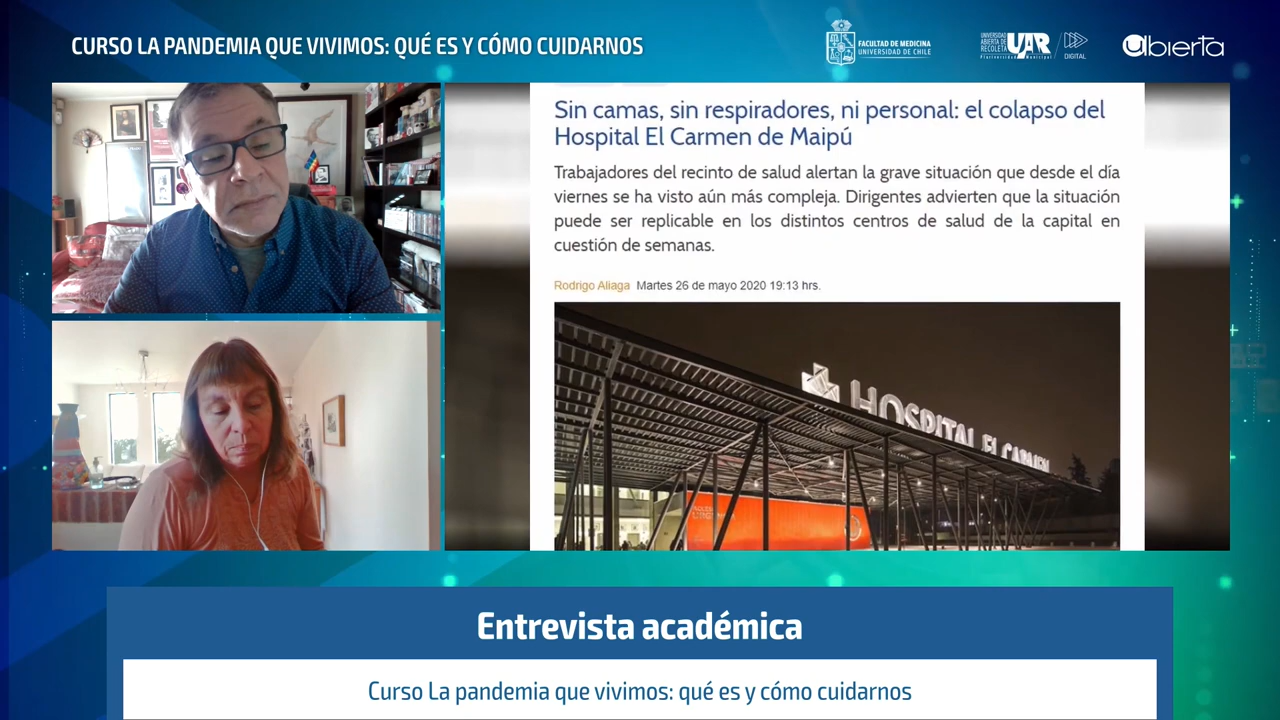 CURSO LA PANDEMIA QUE VIVIMOS: QUÉ ES Y CÓMO CUIDARNOS
FACULTAD DE MEDICINA
UNIVERSIDAD DE CHILE
UNIVERSIDAD
ABIERTA DE
RECOLETA
UAR
DIGITAL
uabierta
Sin camas, sin respiradores, ni personal: el colapso del
Hospital El Carmen de Maipú
Trabajadores del recinto de salud alertan la grave situación que desde el día
viernes se ha visto aún más compleja. Dirigentes advierten que la situación
puede ser replicable en los distintos centros de salud de la capital en
cuestión de semanas.
Rodrigo Aliaga Martes 26 de mayo 2020 19:13 hrs.
HOSPITAL EL CARMEN
Entrevista académica
Curso La pandemia que vivimos: qué es y cómo cuidarnos